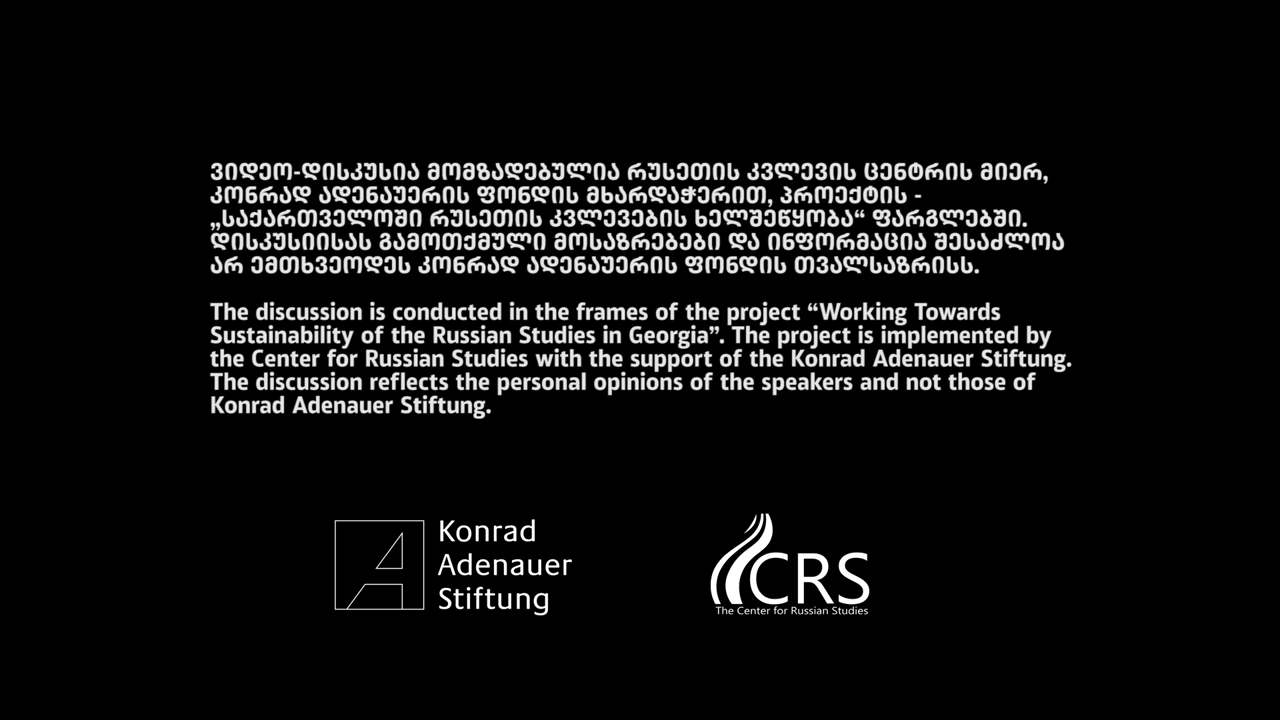 ვიდეო-დისკუსია მომზადებულია რუსეთის კვლევის ცენტრის მიერ,
კონრად ადენაუერის ფონდის მხარდაჭერით, პროექტის -
„საქართველოში რუსეთის კვლევების ხელშეწყობა“ ფარგლებში.
დისკუსიისას გამოთქმული მოსაზრებები და ინფორმაცია შესაძლოა
არ ემთხვეოდეს კონრად ადენაუერის ფონდის თვალსაზრისს.
The discussion is conducted in the frames of the project “Working Towards
Sustainability of the Russian Studies in Georgia”. The project is implemented by
the Center for Russian Studies with the support of the Konrad Adenauer Stiftung.
The discussion reflects the personal opinions of the speakers and not those of
Konrad Adenauer Stiftung.
Konrad
Adenauer
Stiftung
CRS
The Center for Russian Studies